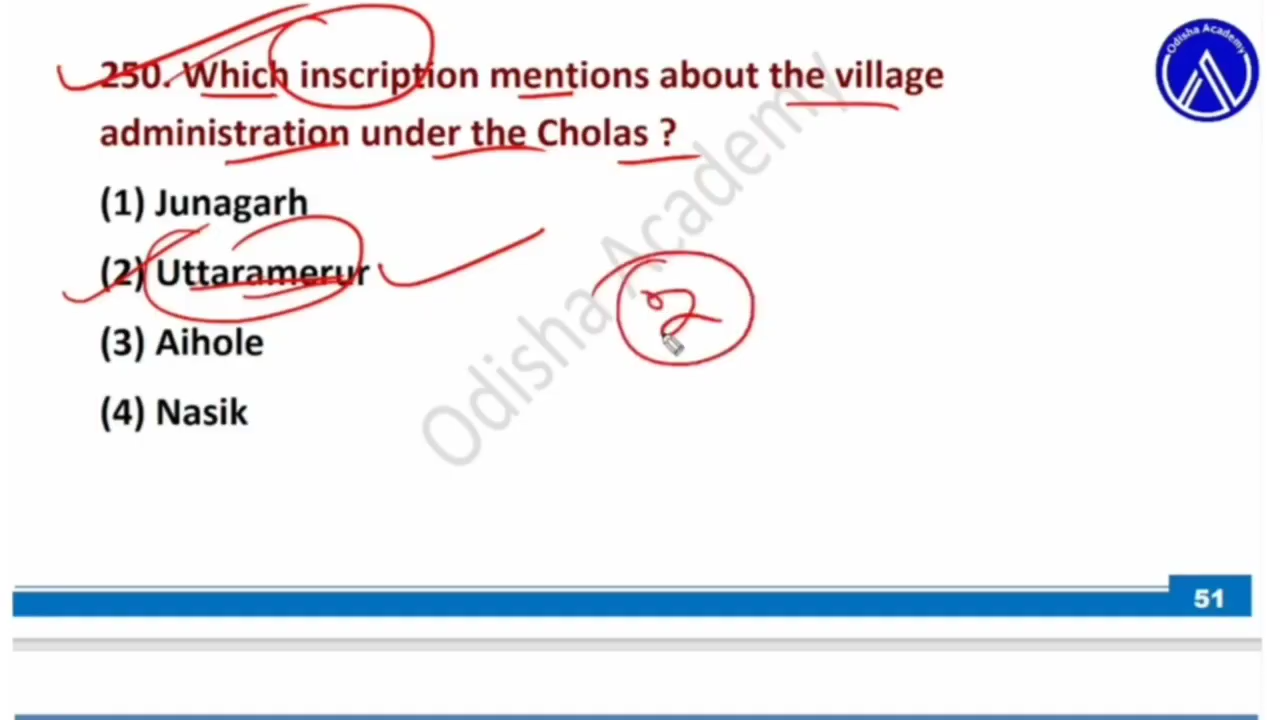 Odisha Academy
250. Which inscription mentions about the village
administration under the Cholas ?
(1) Junagarh
(2) Uttaramerur
(3) Aihole
(4) Nasik
2
Odisha Academy
51